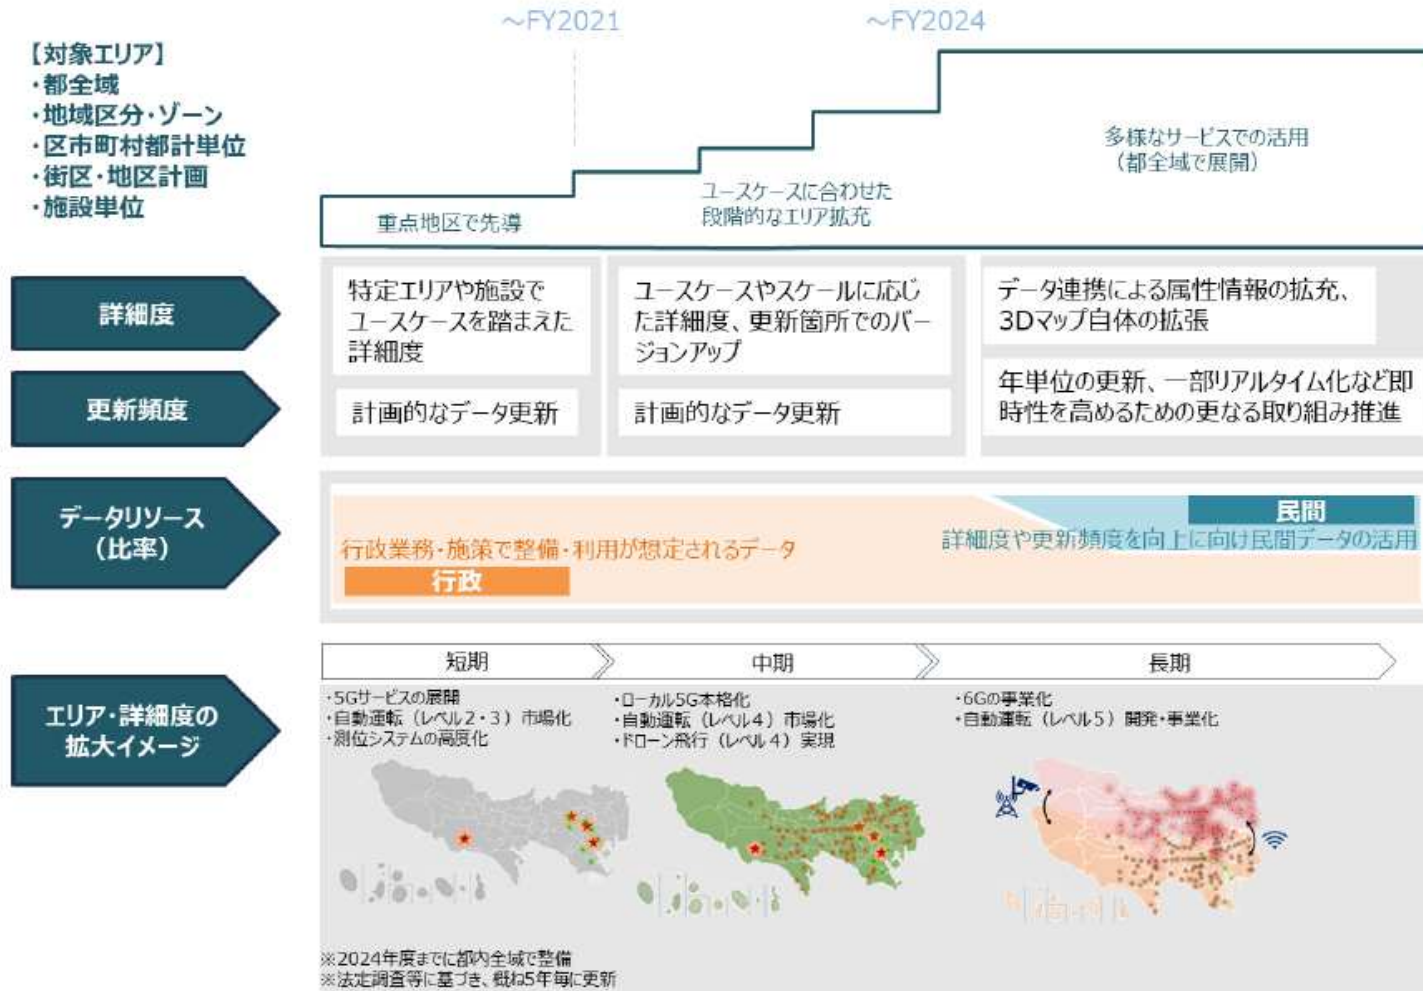 ～FY2021
～FY2024
【対象エリア】
・都全域
・地域区分・ゾーン
・区市町村都計単位
・街区・地区計画
・施設単位
重点地区で先導
ユースケースに合わせた
段階的なエリア拡充
多様なサービスでの活用
（都全域で展開）
詳細度
特定エリアや施設で
ユースケースを踏まえた
詳細度
ユースケースやスケールに応じ
た詳細度、更新箇所でのバー
ジョンアップ
データ連携による属性情報の拡充、
3Dマップ自体の拡張
更新頻度
計画的なデータ更新
計画的なデータ更新
年単位の更新、一部リアルタイム化など即
時性を高めるための更なる取り組み推進
データリソース
（比率）
行政業務・施策で整備・利用が想定されるデータ
行政
民間
詳細度や更新頻度を向上に向け民間データの活用
エリア・詳細度の
拡大イメージ
短期
中期
長期
・5Gサービスの展開
・自動運転（レベル2・3）市場化
・測位システムの高度化
・ローカル5G本格化
・自動運転（レベル4）市場化
・ドローン飛行（レベル4）実現
・6Gの事業化
・自動運転（レベル5）開発・事業化
※2024年度までに都内全域で整備
※法定調査等に基づき、概ね5年毎に更新